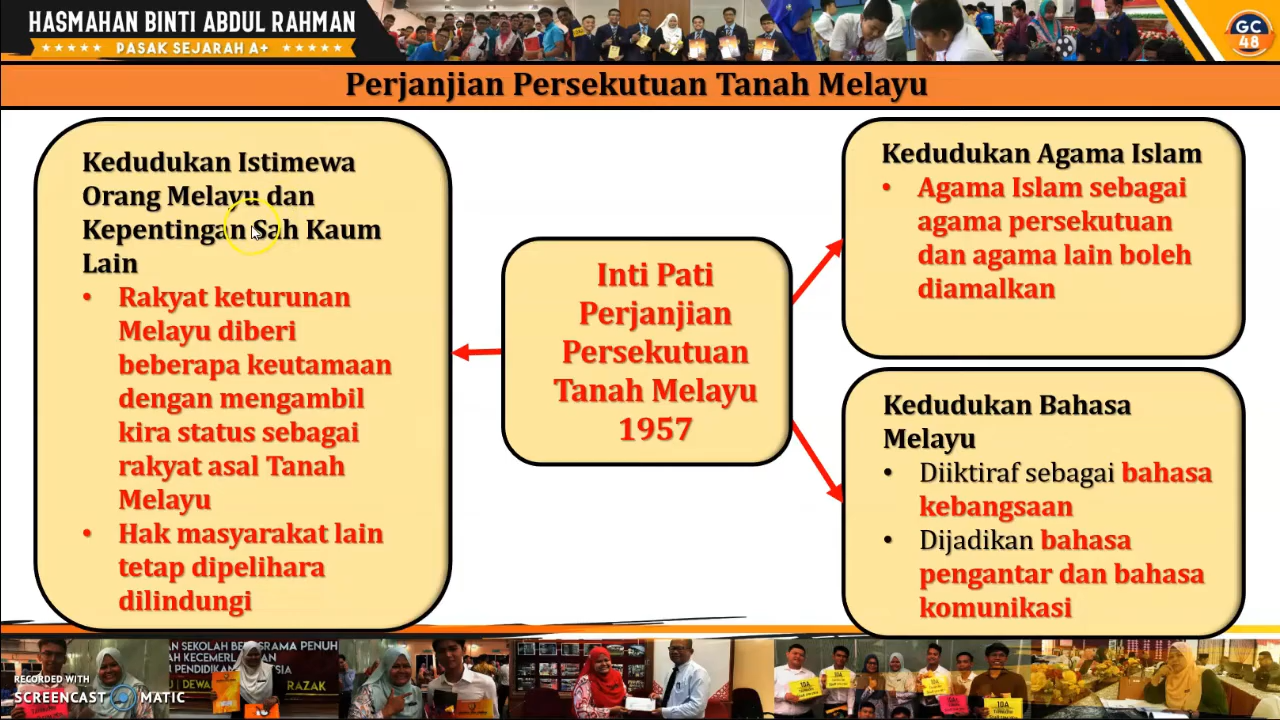 HASMAHAN BINTI ABDUL RAHMAN
PASAK SEJARAH A+
GC
48
Perjanjian Persekutuan Tanah Melayu
Kedudukan Istimewa
Orang Melayu dan
Kepentingan Sah Kaum
Lain
• Rakyat keturunan
Melayu diberi
beberapa keutamaan
dengan mengambil
kira status sebagai
rakyat asal Tanah
Melayu
• Hak masyarakat lain
tetap dipelihara
dilindungi
Inti Pati
Perjanjian
Persekutuan
Tanah Melayu
1957
Kedudukan Agama Islam
• Agama Islam sebagai
agama persekutuan
dan agama lain boleh
diamalkan
Kedudukan Bahasa
Melayu
• Diiktiraf sebagai bahasa
kebangsaan
• Dijadikan bahasa
pengantar dan bahasa
komunikasi
SEKOLAH PENUH
RAZAK
RECORDED WITH
SCREENCAST MATIC